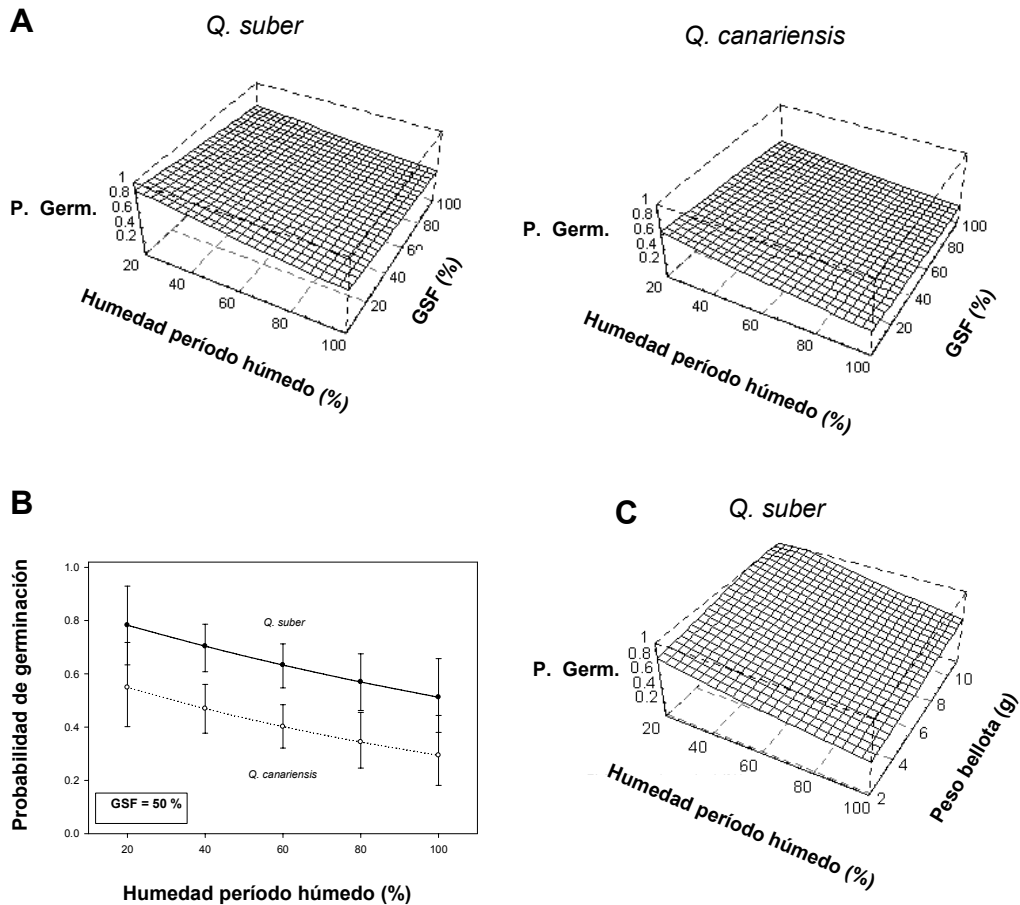 A
Q. suber
Q. canariensis
P. Germ.
1
0.8
0.6
0.4
0.2
20
40
60
80
100
Humedad período húmedo (%)
20
40
60
80
100
GSF (%)
P. Germ.
1
0.8
0.6
0.4
0.2
20
40
60
80
100
Humedad período húmedo (%)
20
40
60
80
100
GSF (%)
B
Probabilidad de germinación
1.0
0.8
0.6
0.4
0.2
0.0
Q. suber
Q. canariensis
GSF = 50 %
20
40
60
80
100
Humedad período húmedo (%)
C
Q. suber
P. Germ.
1
0.8
0.6
0.4
0.2
20
40
60
80
100
Humedad período húmedo (%)
2
4
6
8
10
Peso bellota (g)